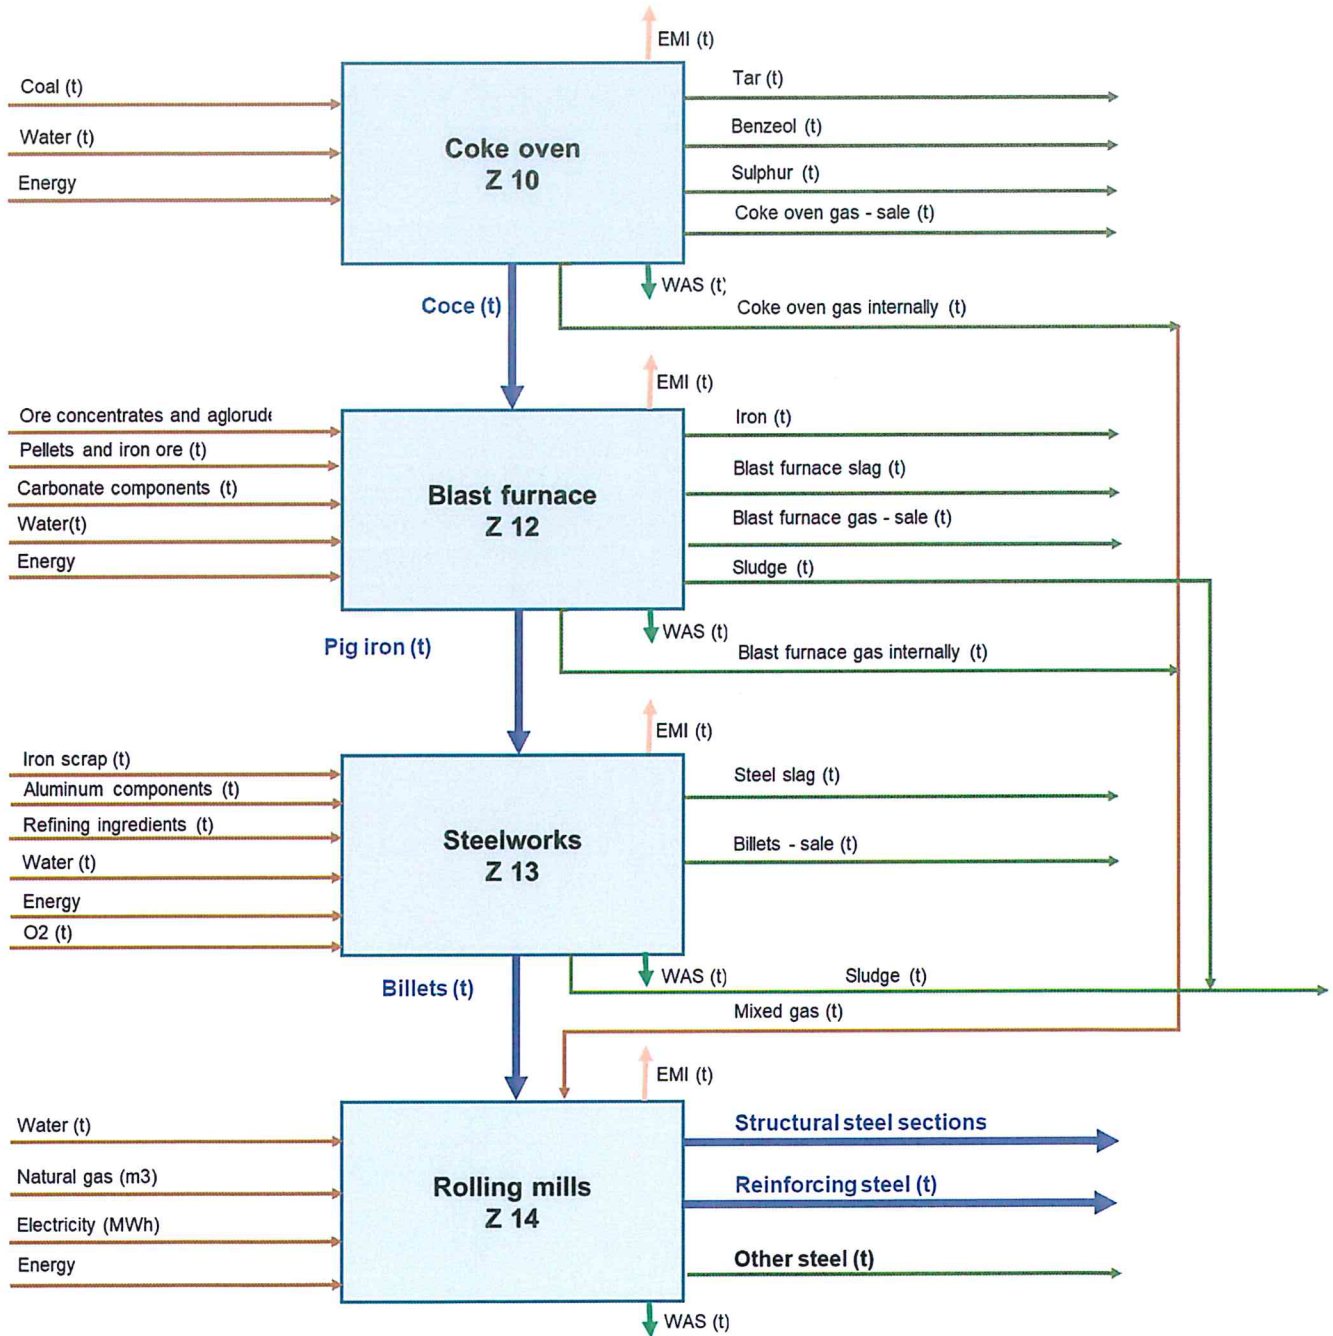 EMI (t)
Coal (t)
Water (t)
Energy
Coke oven
Z 10
Tar (t)
Benzeol (t)
Sulphur (t)
Coke oven gas - sale (t)
WAS (t)
Coce (t)
Coke oven gas internally (t)
EMI (t)
Ore concentrates and aglorude
Pellets and iron ore (t)
Carbonate components (t)
Water(t)
Energy
Blast furnace
Z 12
Iron (t)
Blast furnace slag (t)
Blast furnace gas - sale (t)
Sludge (t)
WAS (t)
Pig iron (t)
Blast furnace gas internally (t)
EMI (t)
Iron scrap (t)
Aluminum components (t)
Refining ingredients (t)
Water (t)
Energy
O2 (t)
Steelworks
Z 13
Steel slag (t)
Billets - sale (t)
WAS (t)
Sludge (t)
Billets (t)
Mixed gas (t)
EMI (t)
Water (t)
Natural gas (m3)
Electricity (MWh)
Energy
Rolling mills
Z 14
Structural steel sections
Reinforcing steel (t)
Other steel (t)
WAS (t)